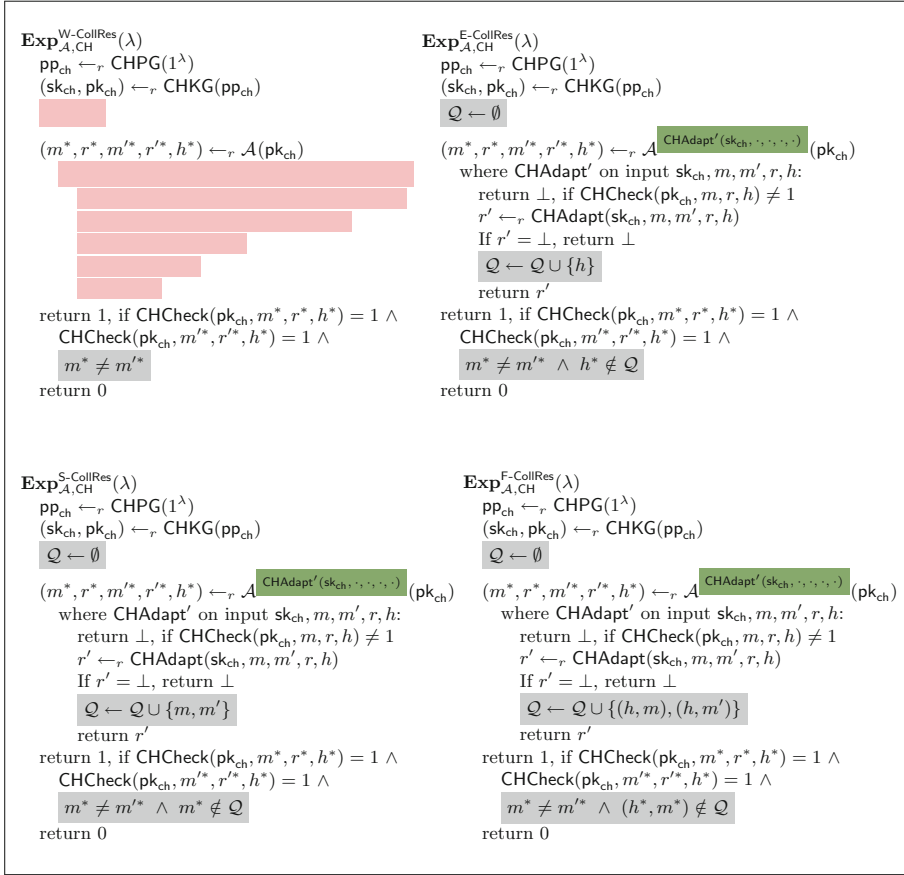 Exp^{W-CollRes}_{A,CH}(λ)
pp_ch ←_r CHPG(1^λ)
(sk_ch, pk_ch) ←_r CHKG(pp_ch)
(m*, r*, m′*, r′*, h*) ←_r A(pk_ch)
return 1, if CHCheck(pk_ch, m*, r*, h*) = 1 ∧
CHCheck(pk_ch, m′*, r′*, h*) = 1 ∧
m* ≠ m′*
return 0
Exp^{E-CollRes}_{A,CH}(λ)
pp_ch ←_r CHPG(1^λ)
(sk_ch, pk_ch) ←_r CHKG(pp_ch)
Q ← ∅
(m*, r*, m′*, r′*, h*) ←_r A^{CHAdapt′(sk_ch, ·, ·, ·, ·)}(pk_ch)
where CHAdapt′ on input sk_ch, m, m′, r, h:
return ⊥, if CHCheck(pk_ch, m, r, h) ≠ 1
r′ ←_r CHAdapt(sk_ch, m, m′, r, h)
If r′ = ⊥, return ⊥
Q ← Q ∪ {h}
return r′
return 1, if CHCheck(pk_ch, m*, r*, h*) = 1 ∧
CHCheck(pk_ch, m′*, r′*, h*) = 1 ∧
m* ≠ m′* ∧ h* ∉ Q
return 0
Exp^{S-CollRes}_{A,CH}(λ)
pp_ch ←_r CHPG(1^λ)
(sk_ch, pk_ch) ←_r CHKG(pp_ch)
Q ← ∅
(m*, r*, m′*, r′*, h*) ←_r A^{CHAdapt′(sk_ch, ·, ·, ·, ·)}(pk_ch)
where CHAdapt′ on input sk_ch, m, m′, r, h:
return ⊥, if CHCheck(pk_ch, m, r, h) ≠ 1
r′ ←_r CHAdapt(sk_ch, m, m′, r, h)
If r′ = ⊥, return ⊥
Q ← Q ∪ {m, m′}
return r′
return 1, if CHCheck(pk_ch, m*, r*, h*) = 1 ∧
CHCheck(pk_ch, m′*, r′*, h*) = 1 ∧
m* ≠ m′* ∧ m* ∉ Q
return 0
Exp^{F-CollRes}_{A,CH}(λ)
pp_ch ←_r CHPG(1^λ)
(sk_ch, pk_ch) ←_r CHKG(pp_ch)
Q ← ∅
(m*, r*, m′*, r′*, h*) ←_r A^{CHAdapt′(sk_ch, ·, ·, ·, ·)}(pk_ch)
where CHAdapt′ on input sk_ch, m, m′, r, h:
return ⊥, if CHCheck(pk_ch, m, r, h) ≠ 1
r′ ←_r CHAdapt(sk_ch, m, m′, r, h)
If r′ = ⊥, return ⊥
Q ← Q ∪ {(h, m), (h, m′)}
return r′
return 1, if CHCheck(pk_ch, m*, r*, h*) = 1 ∧
CHCheck(pk_ch, m′*, r′*, h*) = 1 ∧
m* ≠ m′* ∧ (h*, m*) ∉ Q
return 0